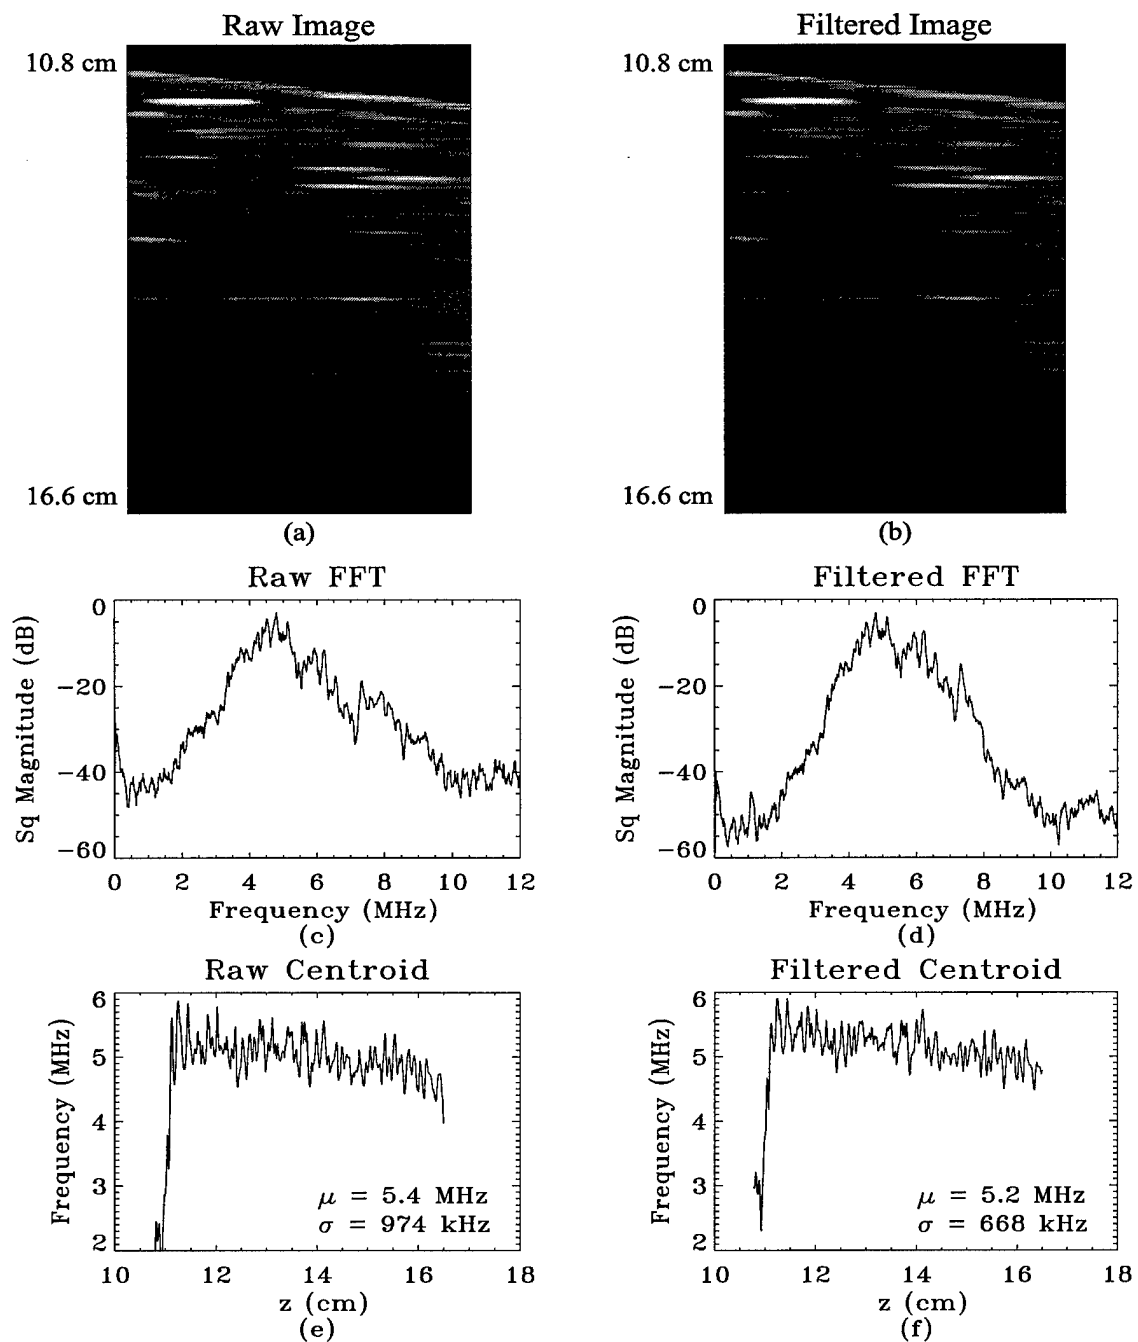 Raw Image
Filtered Image
10.8 cm
10.8 cm
16.6 cm
16.6 cm
(a)
(b)
Raw FFT
Filtered FFT
Sq Magnitude (dB)
0
-20
-40
-60
0 2 4 6 8 10 12
Frequency (MHz)
(c)
Sq Magnitude (dB)
0
-20
-40
-60
0 2 4 6 8 10 12
Frequency (MHz)
(d)
Raw Centroid
Filtered Centroid
Frequency (MHz)
6
5
4
3
2
μ = 5.4 MHz
σ = 974 kHz
10 12 14 16 18
z (cm)
(e)
Frequency (MHz)
6
5
4
3
2
μ = 5.2 MHz
σ = 668 kHz
10 12 14 16 18
z (cm)
(f)